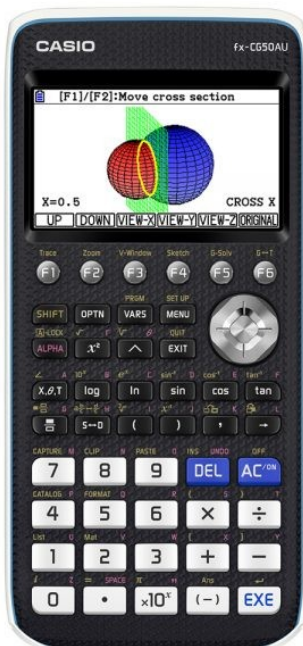 CASIO fx-CG50AU
[F1]/[F2]:Move cross section
X=0.5 CROSS X
UP DOWN VIEW-X VIEW-Y VIEW-Z ORIGINAL
Trace Zoom V-Window Sketch G-Solv G↔T
F1 F2 F3 F4 F5 F6
PRGM SET UP
SHIFT OPTN VARS MENU
A-LOCK QUIT
ALPHA x² ^ EXIT
X,θ,T log ln sin cos tan
S↔D ( ) , →
CAPTURE CLIP PASTE INS UNDO OFF
7 8 9 DEL AC/ON
CATALOG FORMAT
4 5 6 × ÷
List Mat
1 2 3 + −
i = SPACE π Ans
0 • ×10ˣ (−) EXE